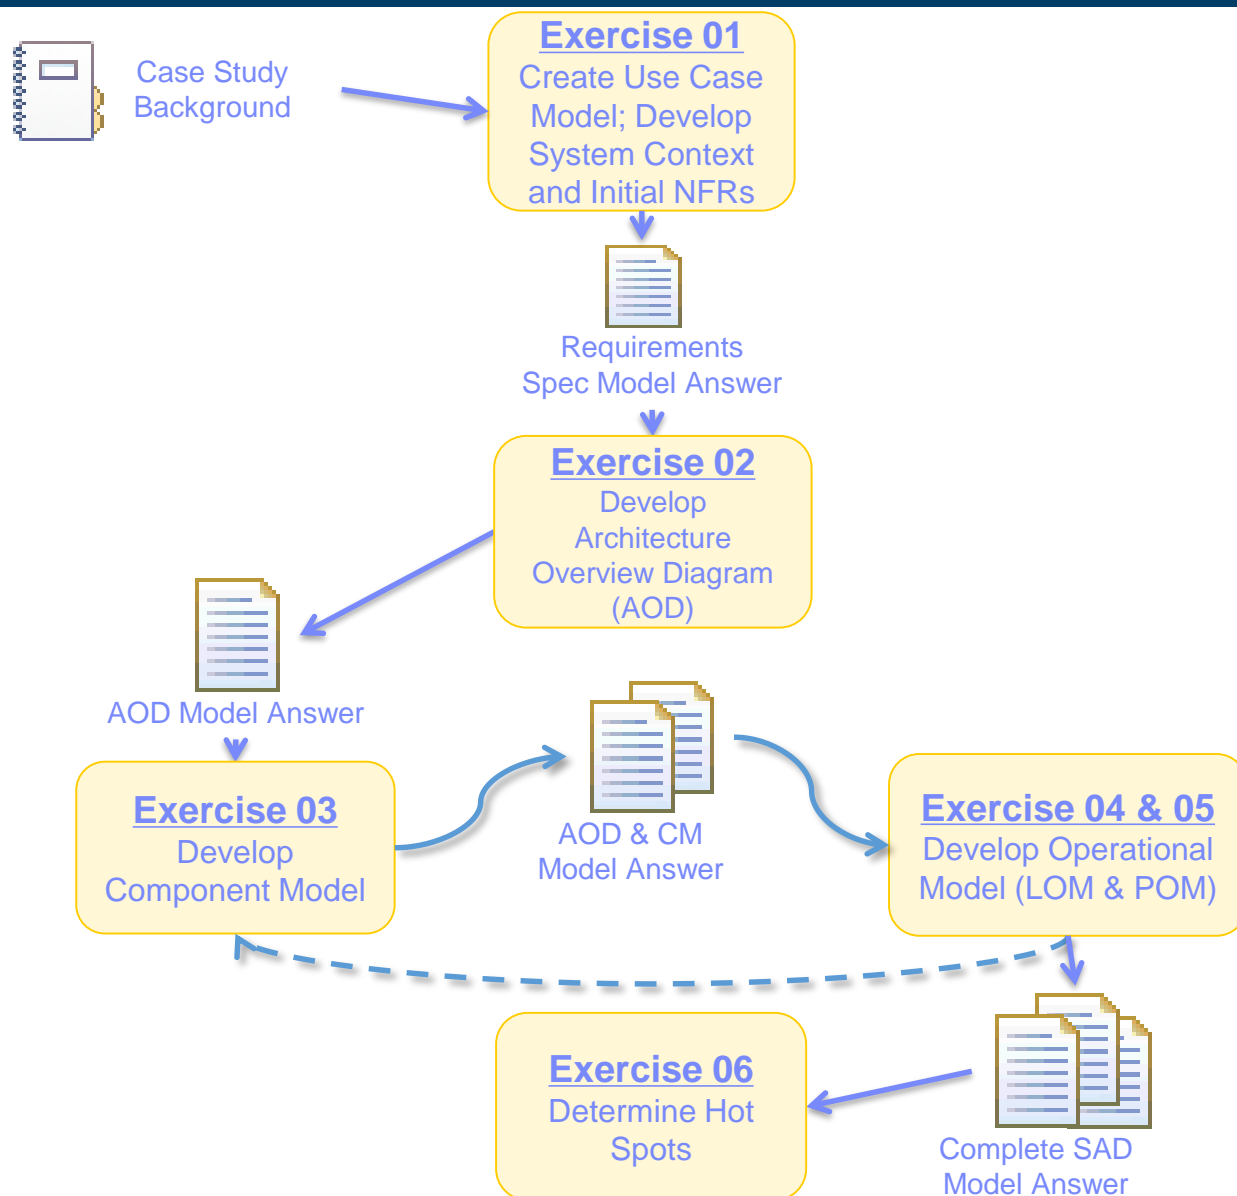 Case Study
Background
Exercise 01
Create Use Case
Model; Develop
System Context
and Initial NFRs
Requirements
Spec Model Answer
Exercise 02
Develop
Architecture
Overview Diagram
(AOD)
AOD Model Answer
Exercise 03
Develop
Component Model
AOD & CM
Model Answer
Exercise 04 & 05
Develop Operational
Model (LOM & POM)
Exercise 06
Determine Hot
Spots
Complete SAD
Model Answer